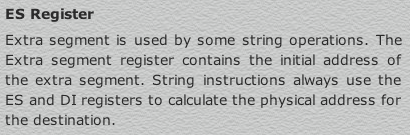 ES Register
Extra segment is used by some string operations. The
Extra segment register contains the initial address of
the extra segment. String instructions always use the
ES and DI registers to calculate the physical address for
the destination.